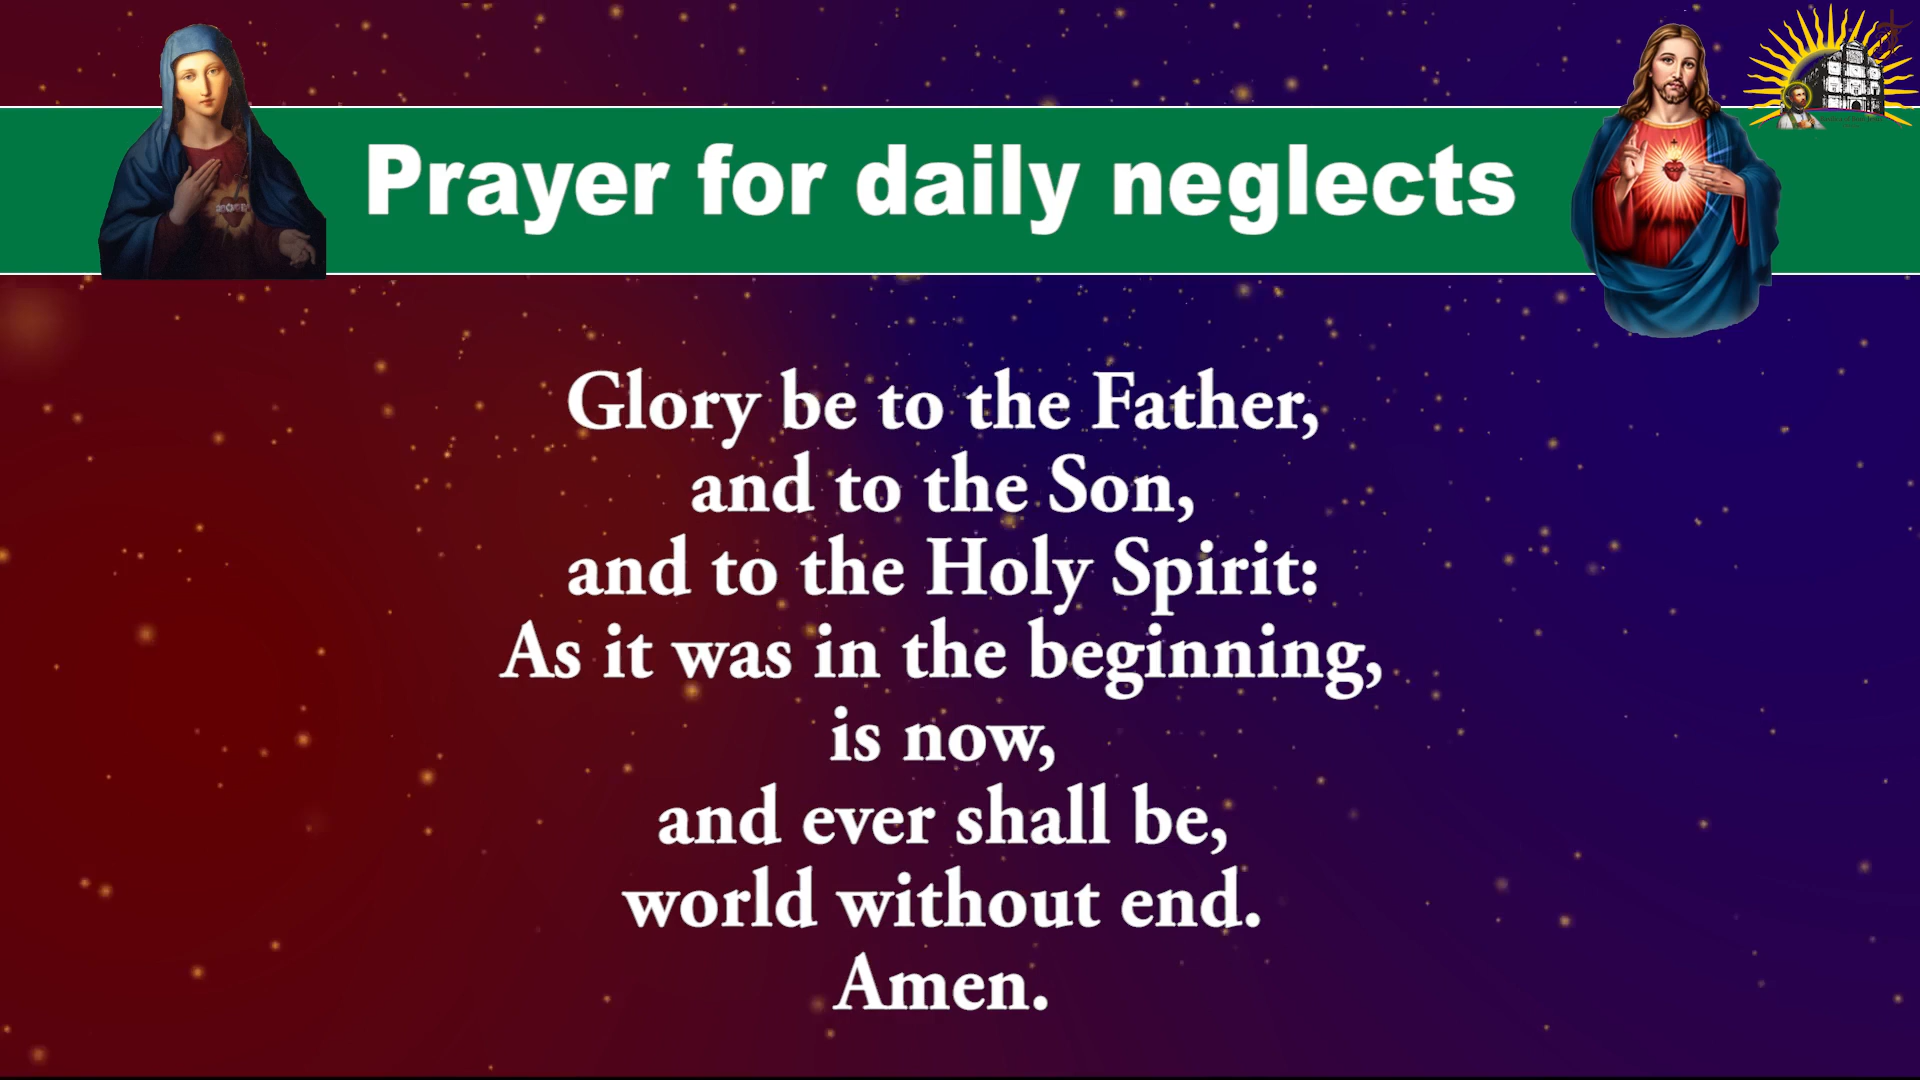 Prayer for daily neglects
Glory be to the Father,
and to the Son,
and to the Holy Spirit:
As it was in the beginning,
is now,
and ever shall be,
world without end.
Amen.